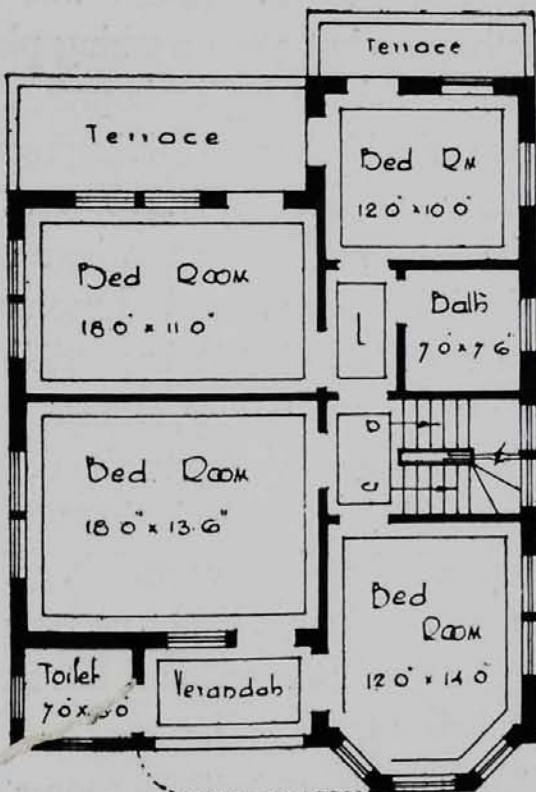 Terrace
Terrace
Bed Rm
12 0" x 10 0"
Bed Room
18 0" x 11 0"
Bath
7 0" x 7 6"
L
D
U
Bed Room
18 0" x 13.6"
Bed
Room
12 0" x 14 0"
Toilet
Verandah